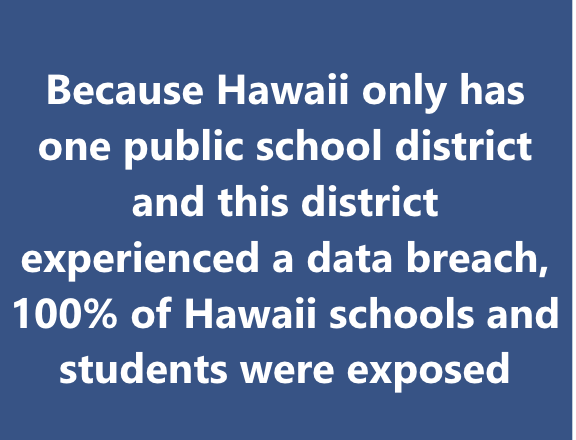 Because Hawaii only has
one public school district
and this district
experienced a data breach,
100% of Hawaii schools and
students were exposed